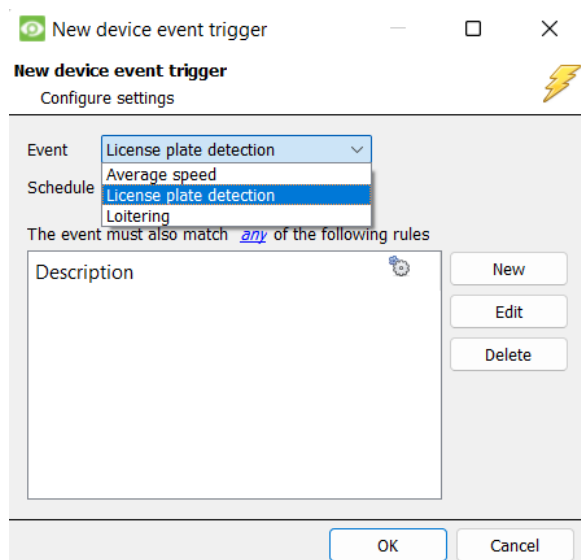 New device event trigger
New device event trigger
Configure settings
Event License plate detection
Average speed
Schedule License plate detection
Loitering
The event must also match any of the following rules
Description
New
Edit
Delete
OK Cancel